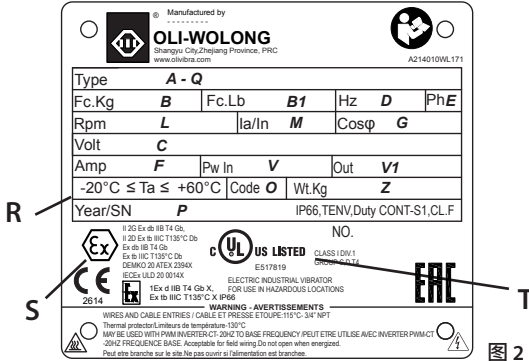 ® Manufactured by
OLI-WOLONG
Shangyu City,Zhejiang Province, PRC
www.olivibra.com
A214010WL171
Type A - Q
Fc.Kg B Fc.Lb B1 Hz D Ph E
Rpm L Ia/In M Cosφ G
Volt C
Amp F Pw In V Out V1
-20°C ≤ Ta ≤ +60°C Code O Wt.Kg Z
R
Year/SN P IP66,TENV,Duty CONT-S1,CL.F
NO.
II 2G Ex db IIB T4 Gb,
II 2D Ex tb IIIC T135°C Db
Ex db IIB T4 Gb
Ex tb IIIC T135°C Db
DEMKO 20 ATEX 2394X
IECEx ULD 20 0014X
Ex
C UL US LISTED
E517819
CLASS I DIV.1
GROUP C,D T4
ELECTRIC INDUSTRIAL VIBRATOR
FOR USE IN HAZARDOUS LOCATIONS
S
T
CE
2614
Ex
1Ex d IIB T4 Gb X,
Ex tb IIIC T135°C X IP66
EAC
WARNING - AVERTISSEMENTS
WIRES AND CABLE ENTRIES / CABLE ET PRESSE ETOUPE:115°C- 3/4" NPT
Thermal protector/Limiteurs de température-130°C
MAY BE USED WITH PWM INVERTER-CT-20HZ TO BASE FREQUENCY /PEUT ETRE UTILISE AVEC INVERTER PWM-CT
-20HZ FREQUENCE BASE. Acceptable for field wiring.Do not open when energized.
Peut etre branche sur le site.Ne pas ouvrir si l'alimentation est branchee.
图 2